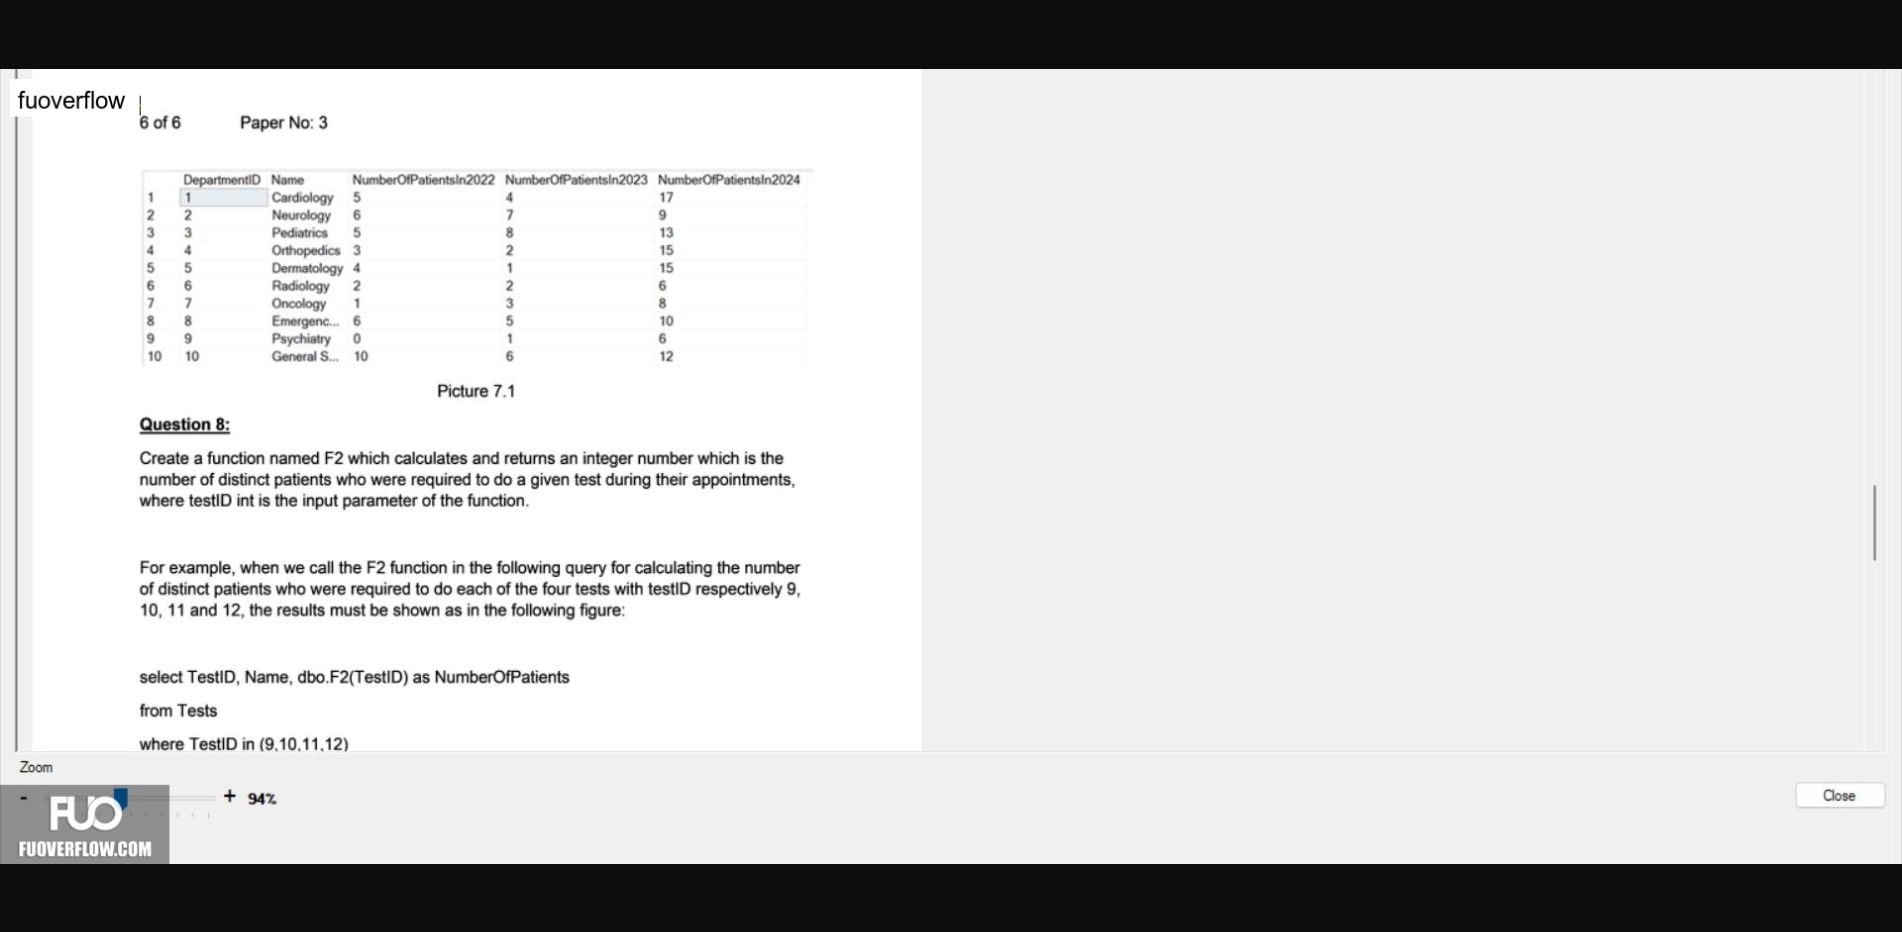 fuoverflow
6 of 6 Paper No: 3
DepartmentID Name NumberOfPatientsIn2022 NumberOfPatientsIn2023 NumberOfPatientsIn2024
1 1 Cardiology 5 4 17
2 2 Neurology 6 7 9
3 3 Pediatrics 5 8 13
4 4 Orthopedics 3 2 15
5 5 Dermatology 4 1 15
6 6 Radiology 2 2 6
7 7 Oncology 1 3 8
8 8 Emergenc... 6 5 10
9 9 Psychiatry 0 1 6
10 10 General S... 10 6 12
Picture 7.1
Question 8:
Create a function named F2 which calculates and returns an integer number which is the
number of distinct patients who were required to do a given test during their appointments,
where testID int is the input parameter of the function.
For example, when we call the F2 function in the following query for calculating the number
of distinct patients who were required to do each of the four tests with testID respectively 9,
10, 11 and 12, the results must be shown as in the following figure:
select TestID, Name, dbo.F2(TestID) as NumberOfPatients
from Tests
where TestID in (9,10,11,12)
Zoom
- + 94%
Close
FUO
FUOVERFLOW.COM